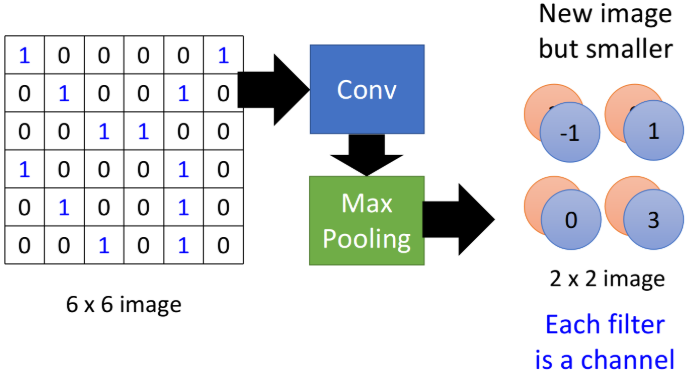 New image
but smaller
1 0 0 0 0 1
0 1 0 0 1 0
0 0 1 1 0 0
1 0 0 0 1 0
0 1 0 0 1 0
0 0 1 0 1 0
6 x 6 image
Conv
Max
Pooling
-1 1
0 3
2 x 2 image
Each filter
is a channel